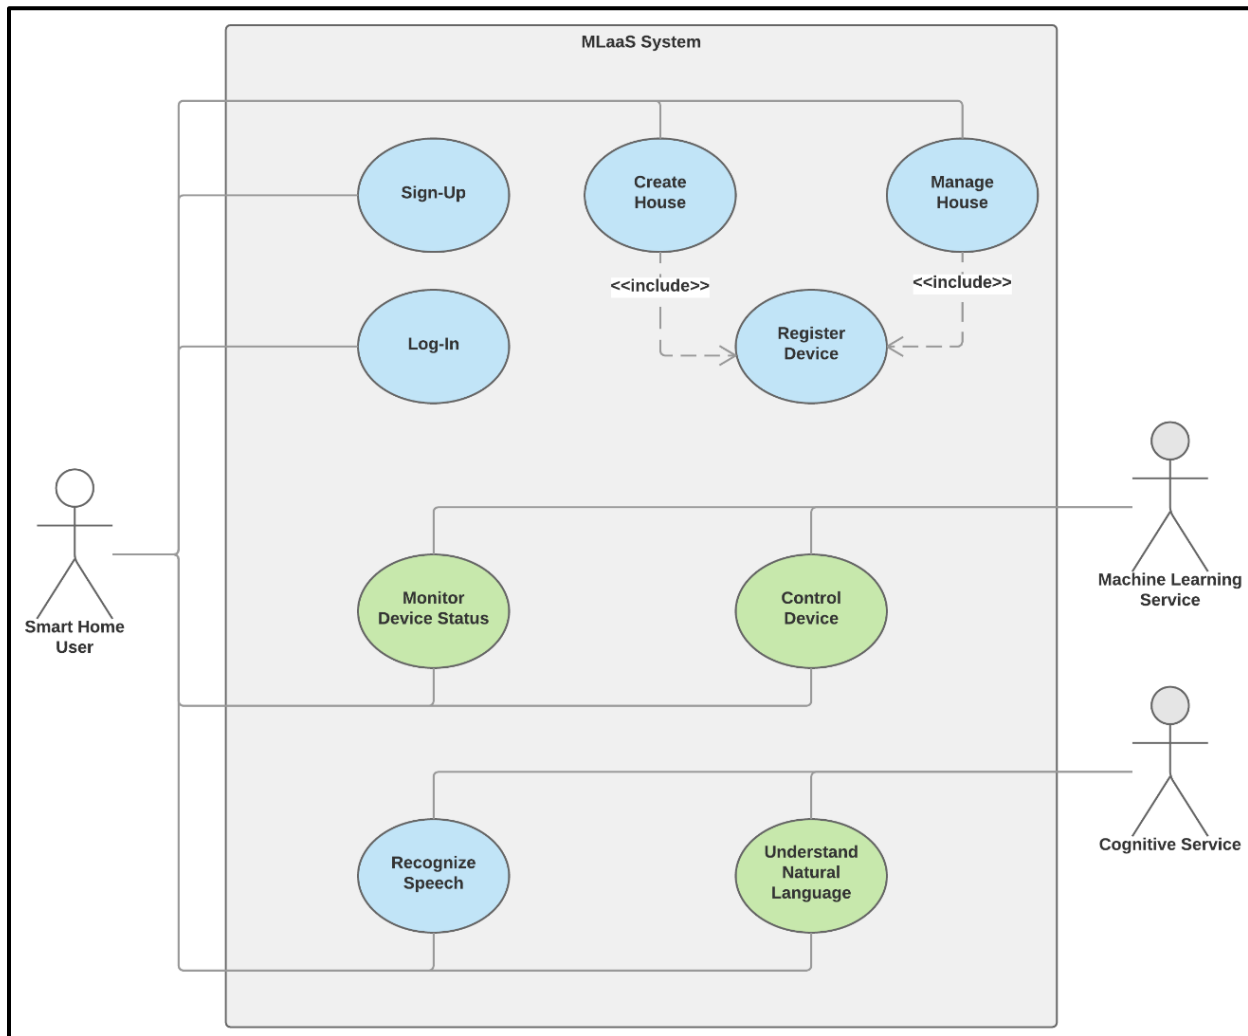 MLaaS System
Sign-Up
Create
House
Manage
House
<<include>>
<<include>>
Log-In
Register
Device
Smart Home
User
Monitor
Device Status
Control
Device
Machine Learning
Service
Recognize
Speech
Understand
Natural
Language
Cognitive Service